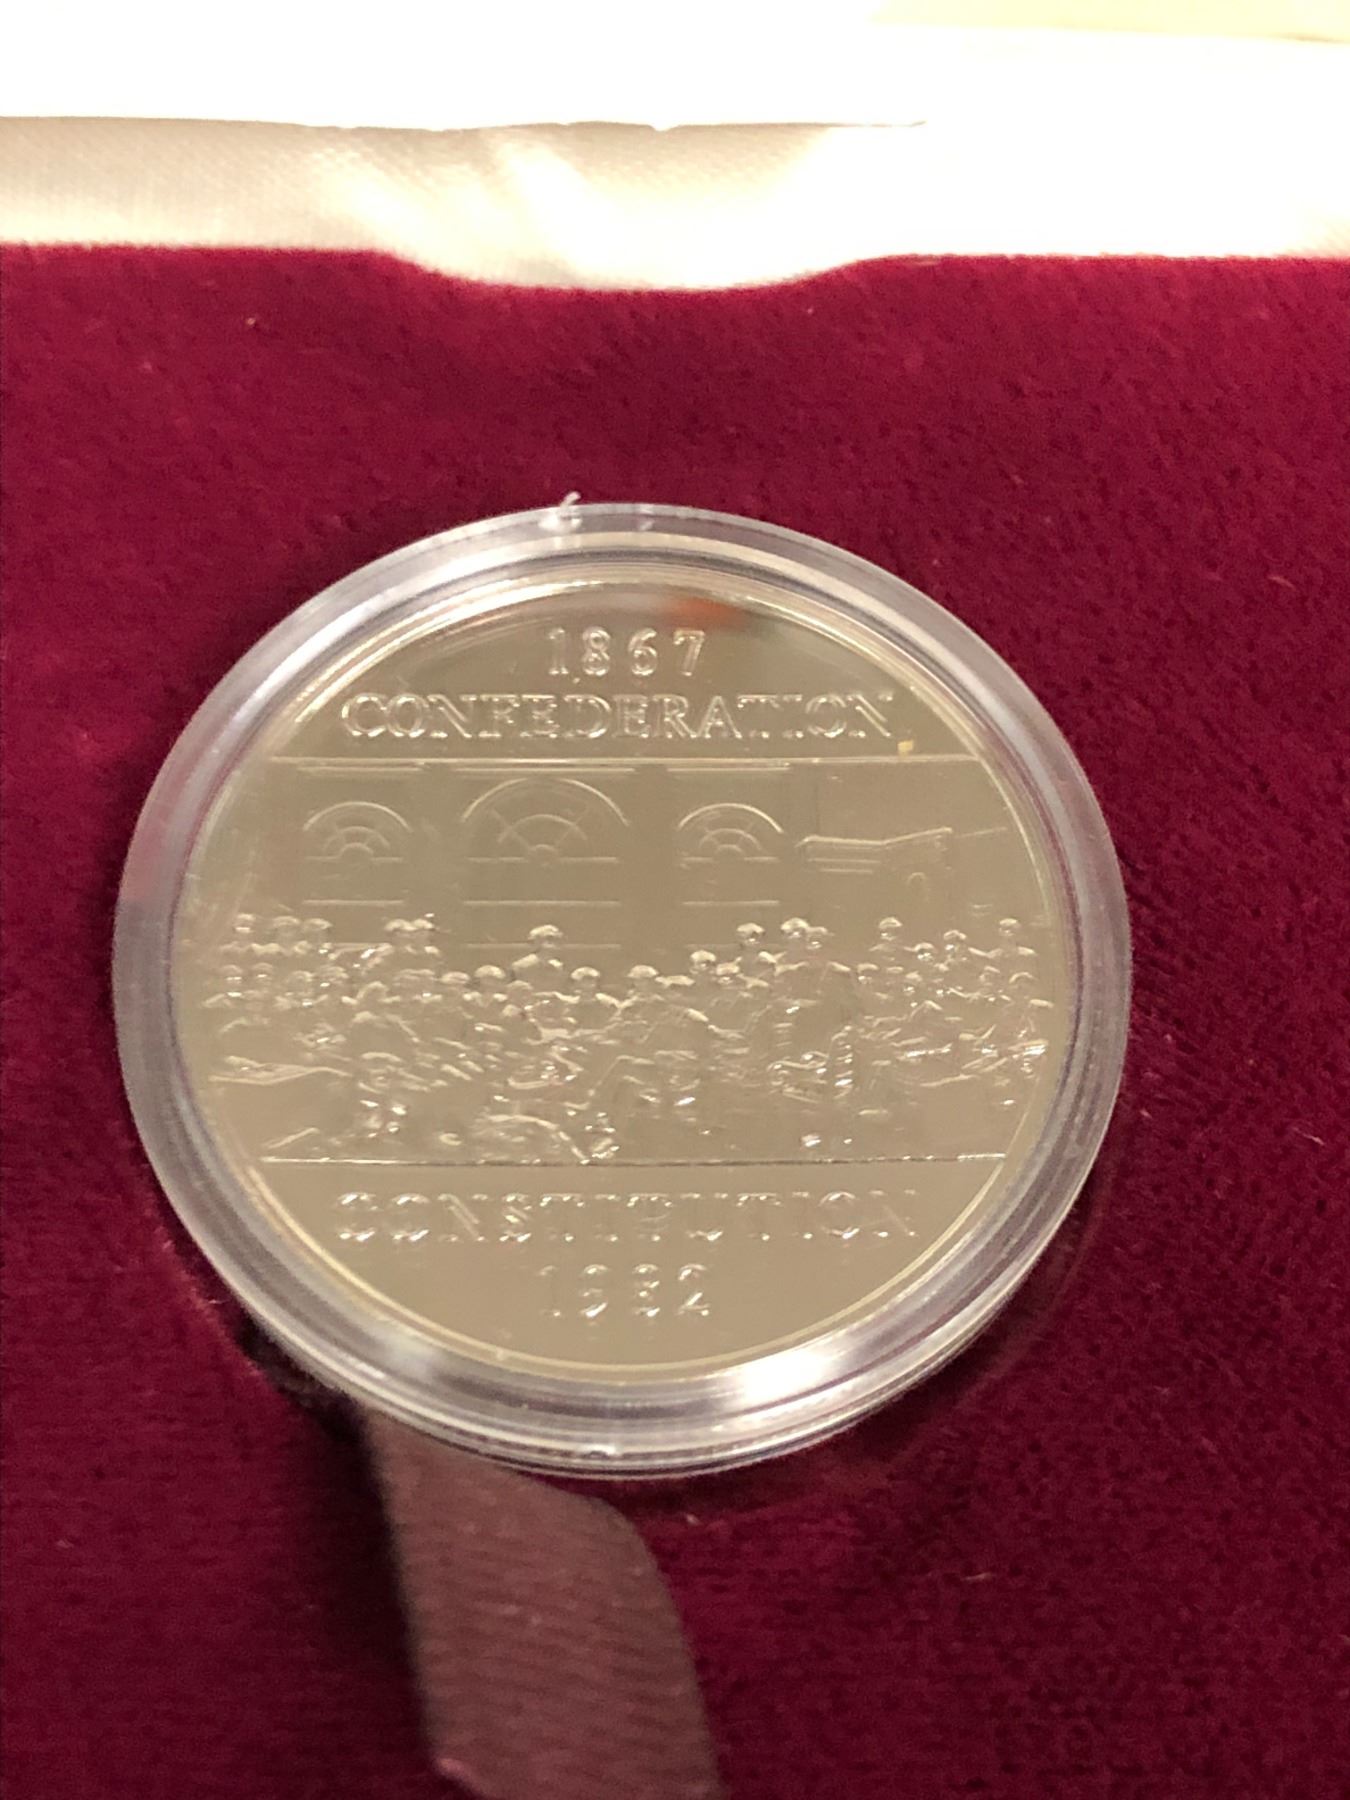 1867
CONFEDERATION
CONSTITUTION
1982